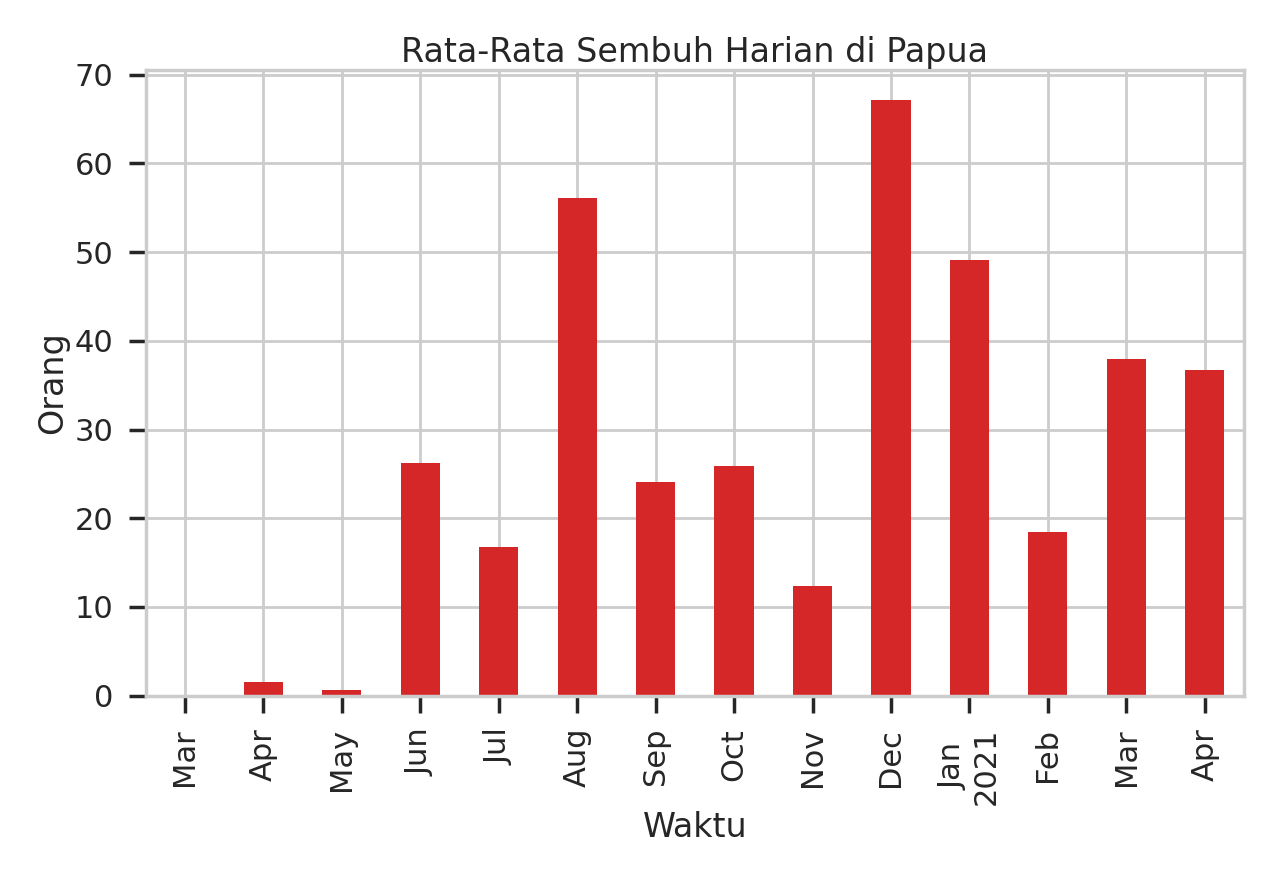 Rata-Rata Sembuh Harian di Papua
70
60
50
40
30
20
10
0
Orang
Mar
Apr
May
Jun
Jul
Aug
Sep
Oct
Nov
Dec
Jan
2021
Feb
Mar
Apr
Waktu